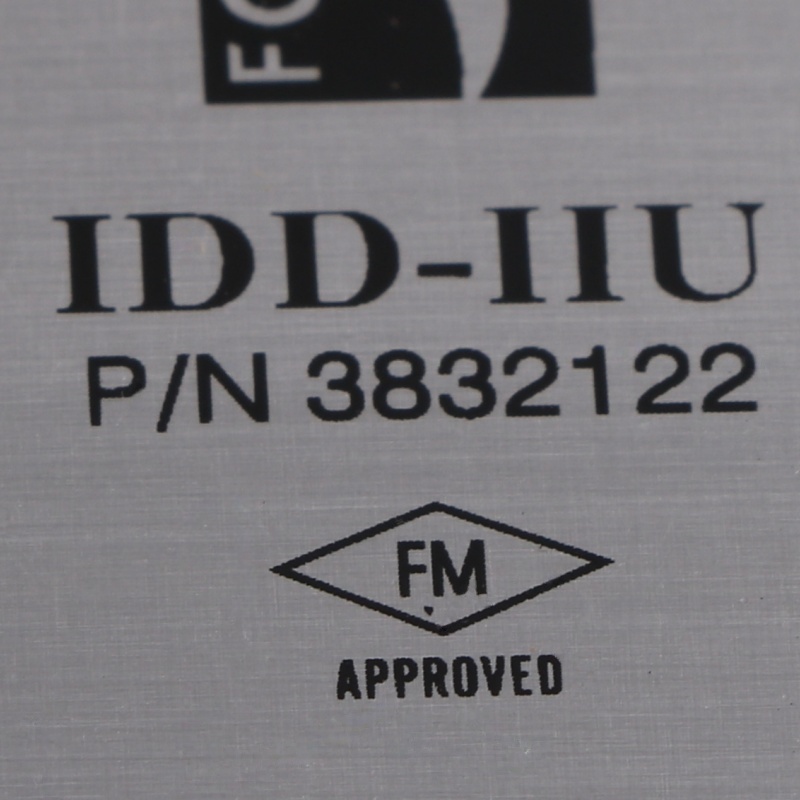 IDD-IIU
P/N 3832122
FM
APPROVED